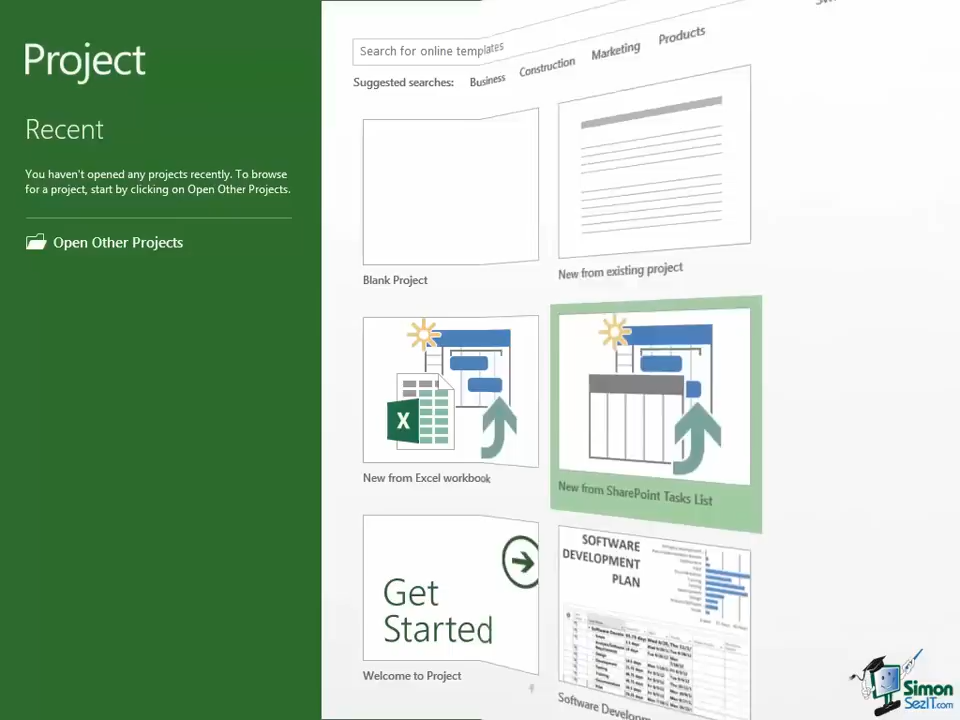 Project
Recent
You haven't opened any projects recently. To browse
for a project, start by clicking on Open Other Projects.
Open Other Projects
Search for online templates
Suggested searches: Business Construction Marketing Products
Blank Project
New from existing project
X
New from Excel workbook
New from SharePoint Tasks List
Get
Started
Welcome to Project
SOFTWARE
DEVELOPMENT
PLAN
Simon
SezIT.com